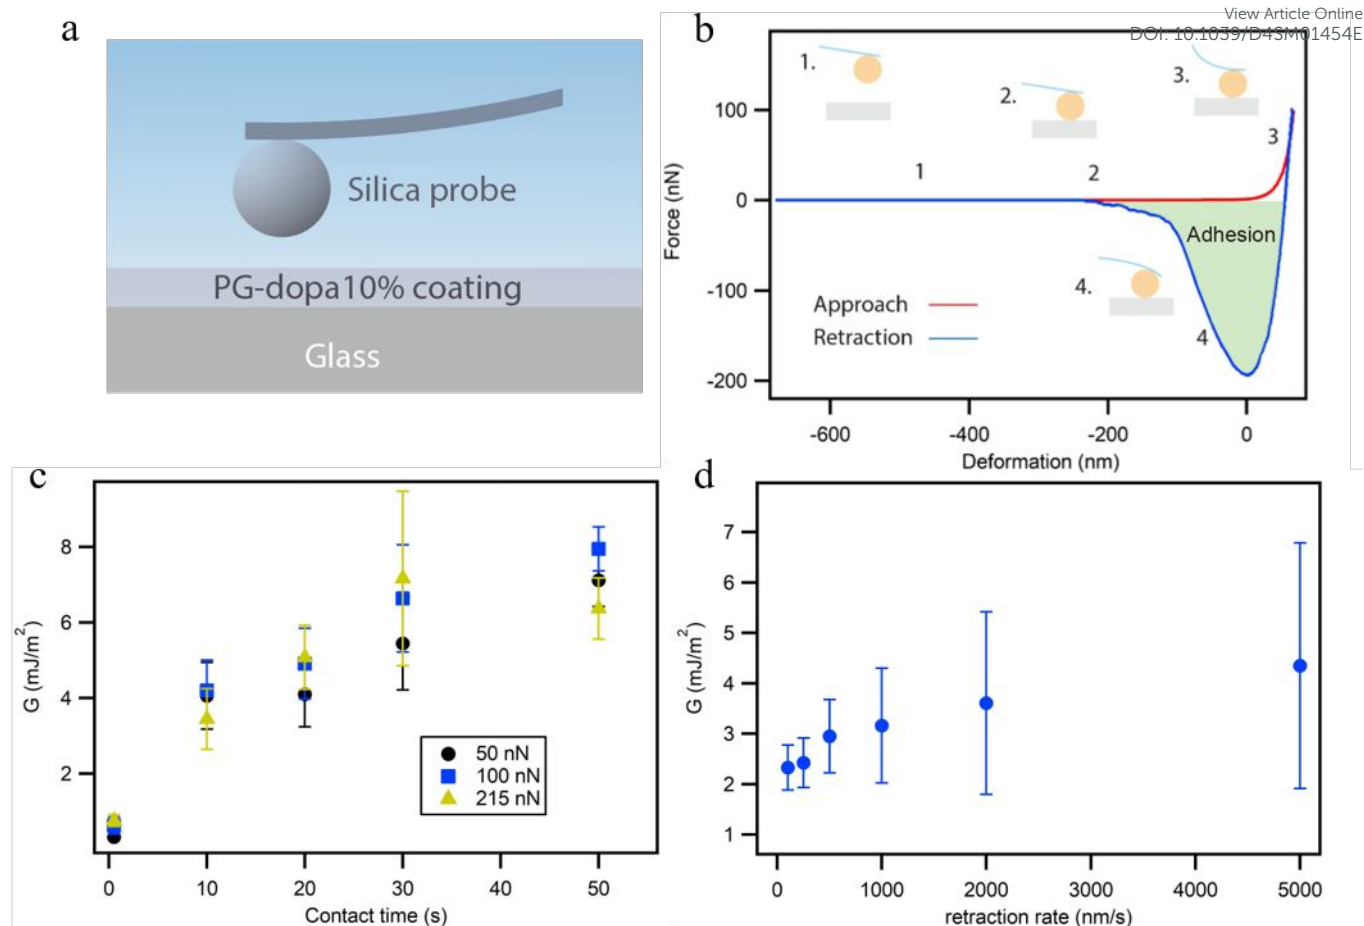 View Article Online
DOI: 10.1039/D4SM01454E
a
Silica probe
PG-dopa10% coating
Glass
b
1.
2.
3.
100
3
1
2
0
Force (nN)
Adhesion
-100
4.
Approach
Retraction
4
-200
-600
-400
-200
0
Deformation (nm)
c
8
6
4
2
G (mJ/m²)
50 nN
100 nN
215 nN
0
10
20
30
40
50
Contact time (s)
d
7
6
5
4
3
2
1
G (mJ/m²)
0
1000
2000
3000
4000
5000
retraction rate (nm/s)